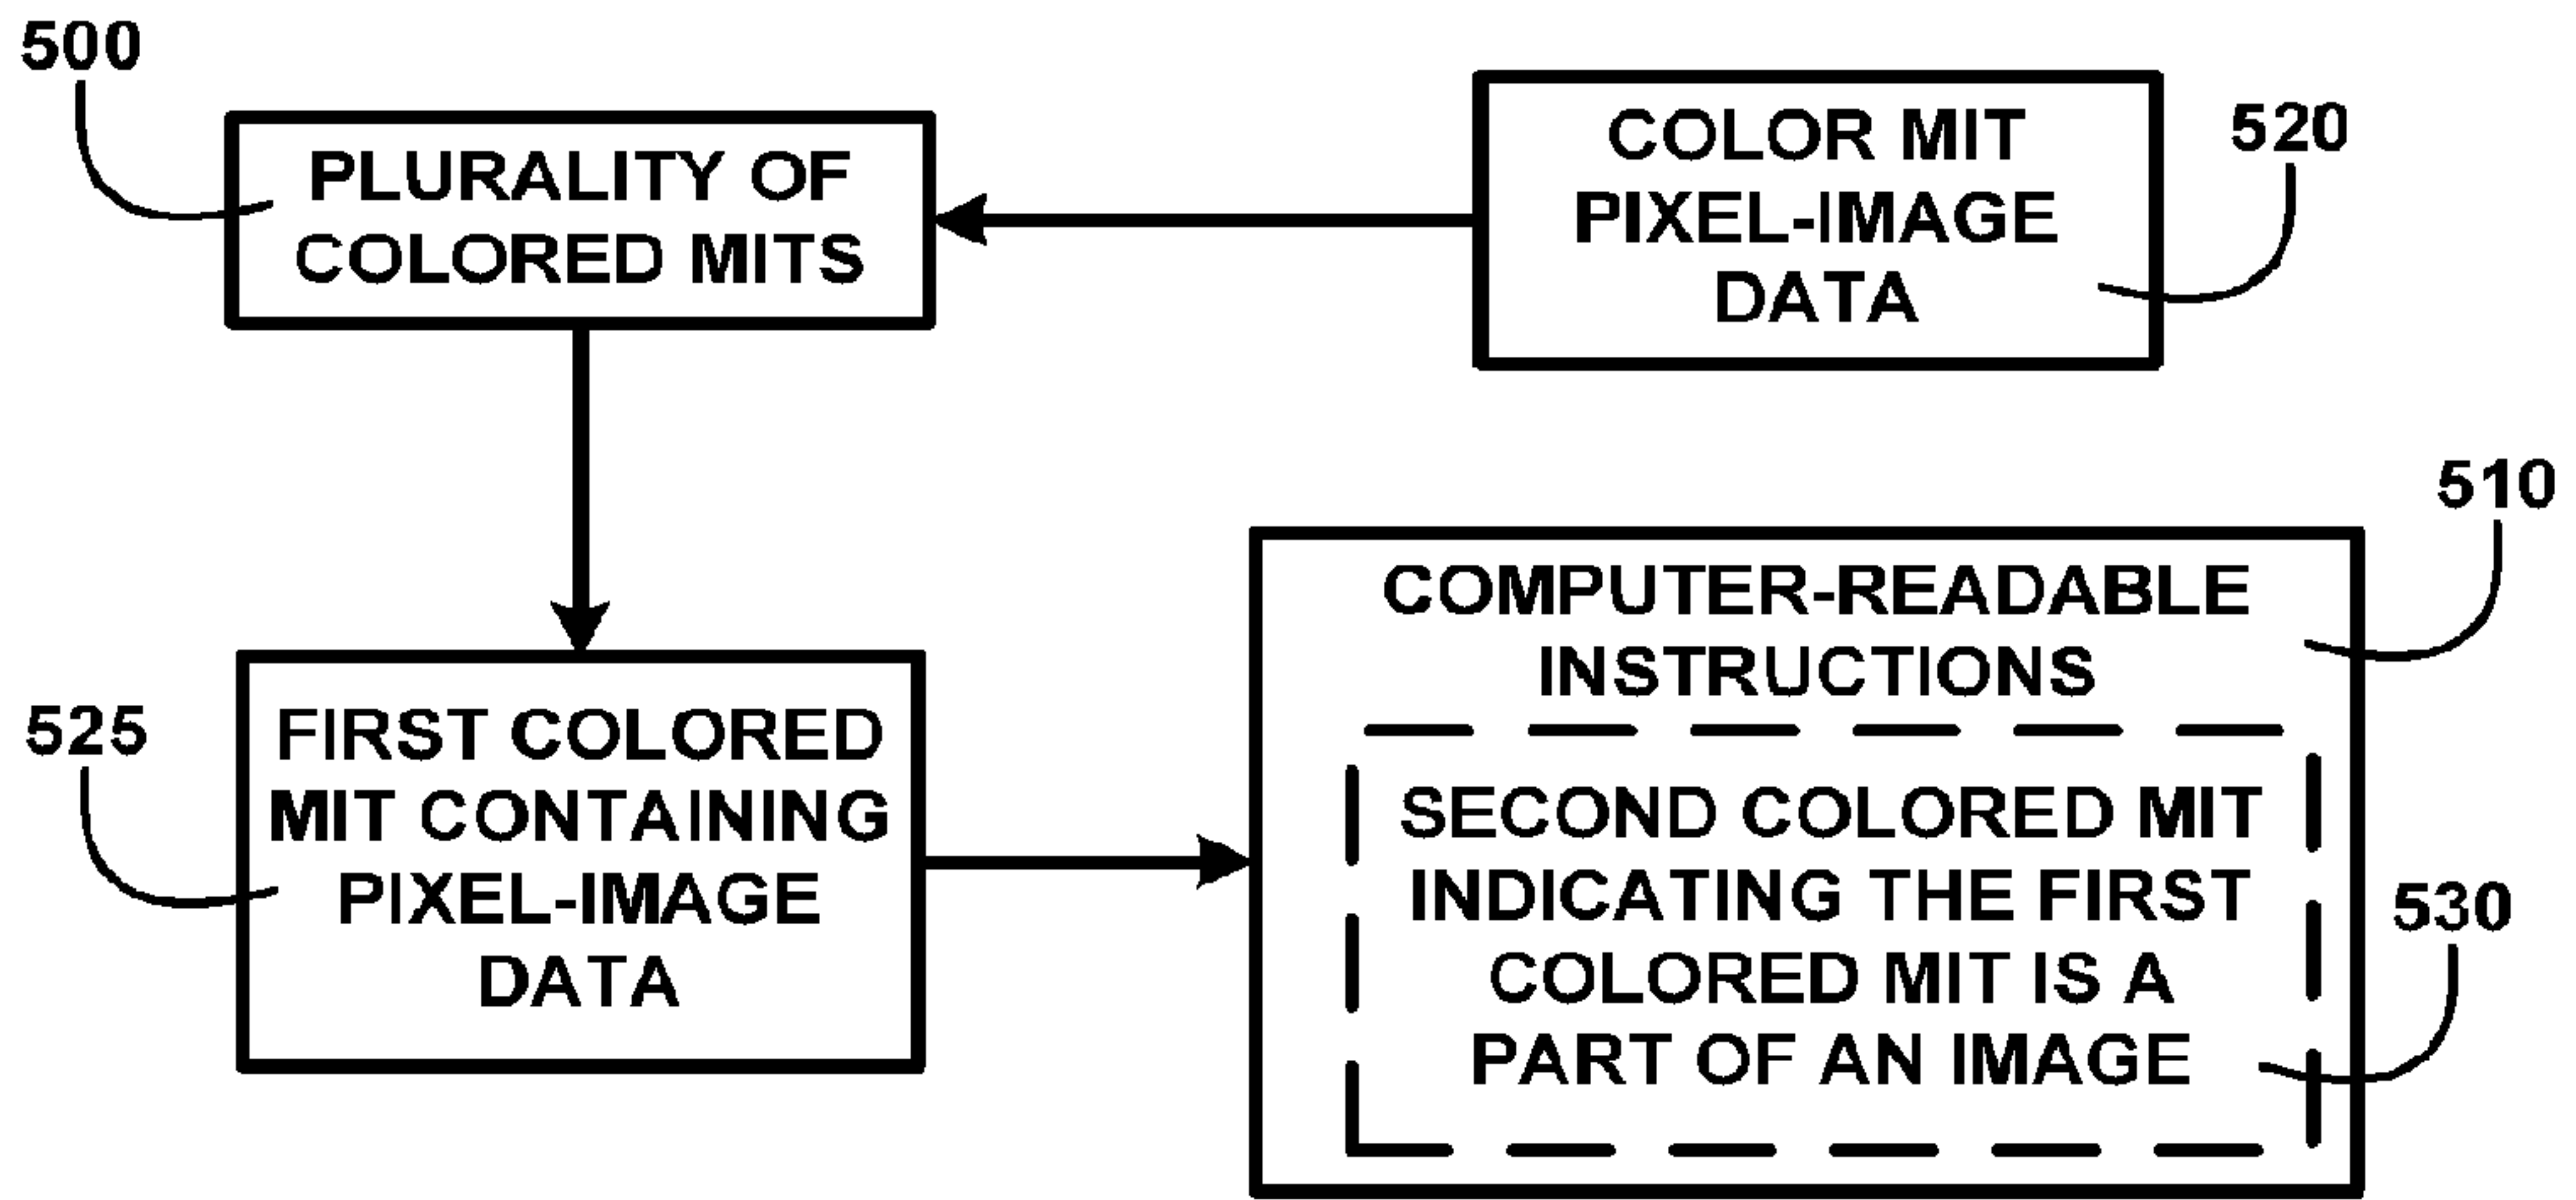 500
PLURALITY OF
COLORED MITS
COLOR MIT
PIXEL-IMAGE
DATA
520
510
COMPUTER-READABLE
INSTRUCTIONS
525
FIRST COLORED
MIT CONTAINING
PIXEL-IMAGE
DATA
SECOND COLORED MIT
INDICATING THE FIRST
COLORED MIT IS A
PART OF AN IMAGE
530